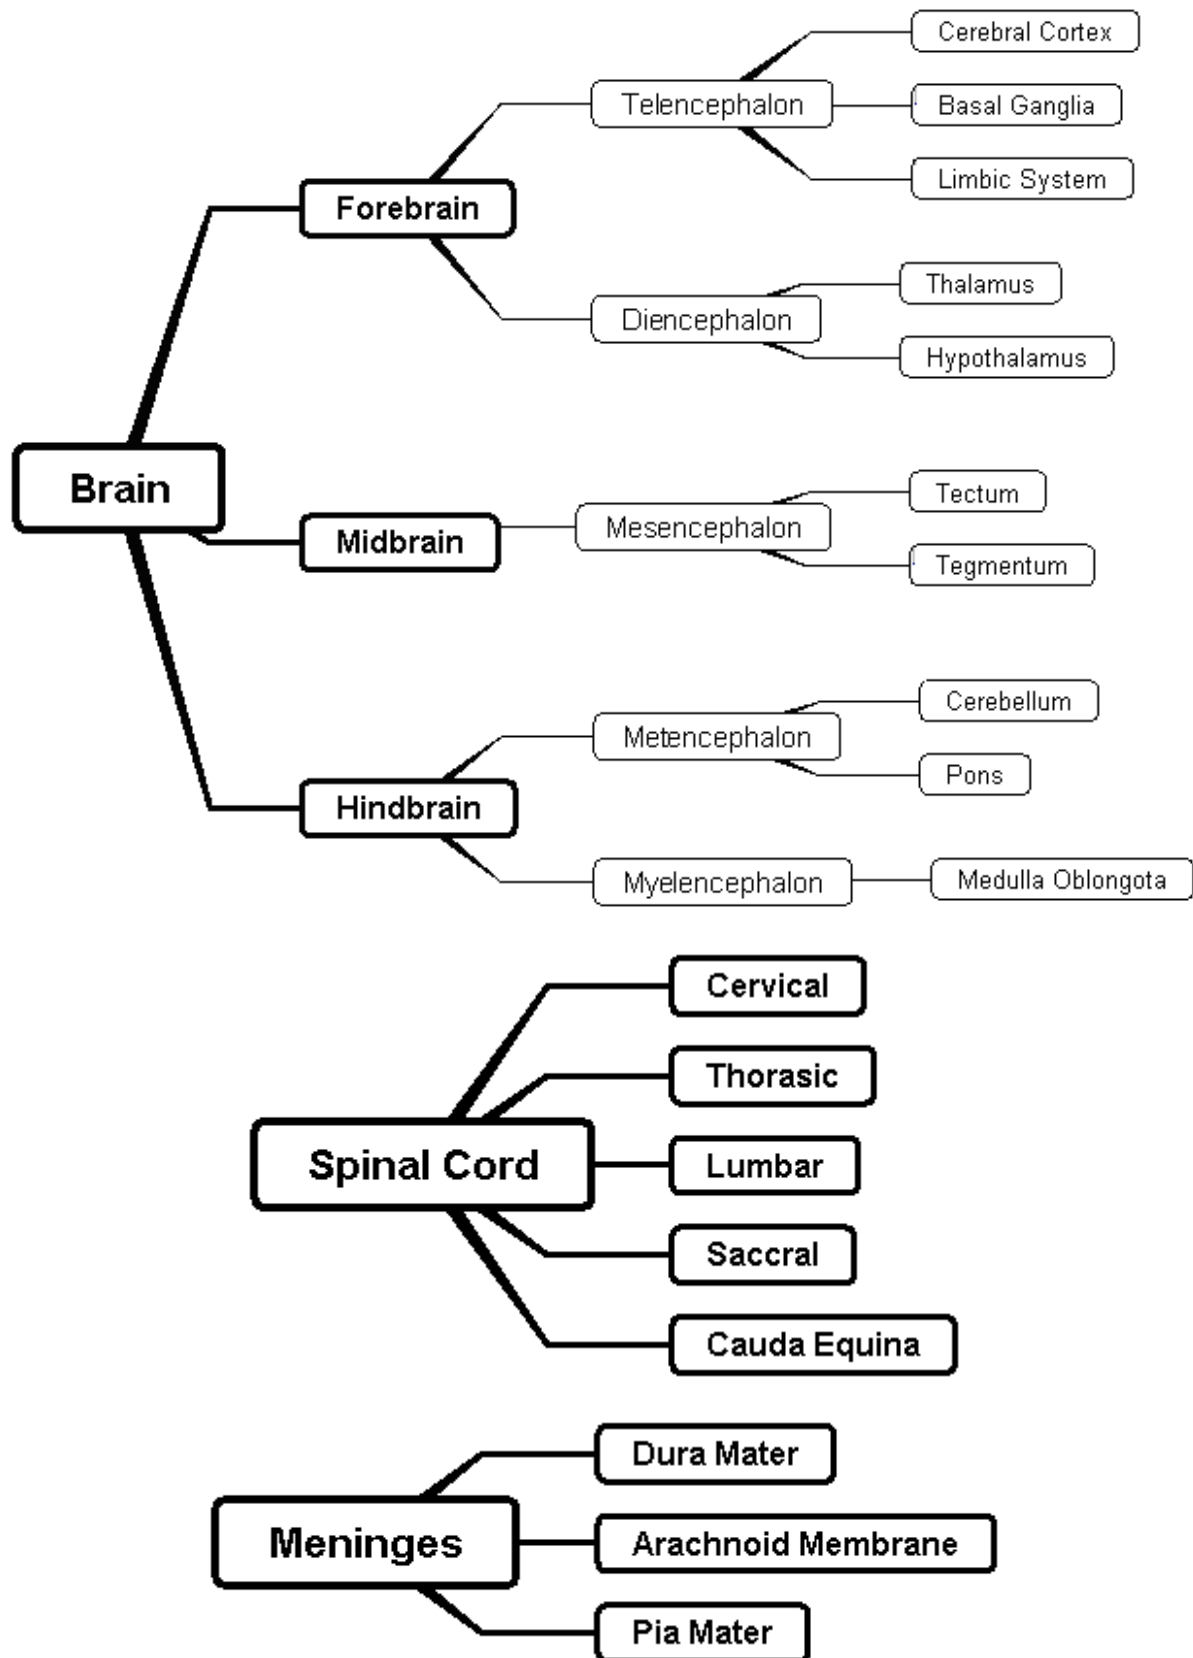 Cerebral Cortex
Telencephalon
Basal Ganglia
Limbic System
Forebrain
Thalamus
Diencephalon
Hypothalamus
Brain
Tectum
Midbrain
Mesencephalon
Tegmentum
Cerebellum
Metencephalon
Pons
Hindbrain
Myelencephalon
Medulla Oblongota
Cervical
Thorasic
Spinal Cord
Lumbar
Saccral
Cauda Equina
Dura Mater
Meninges
Arachnoid Membrane
Pia Mater